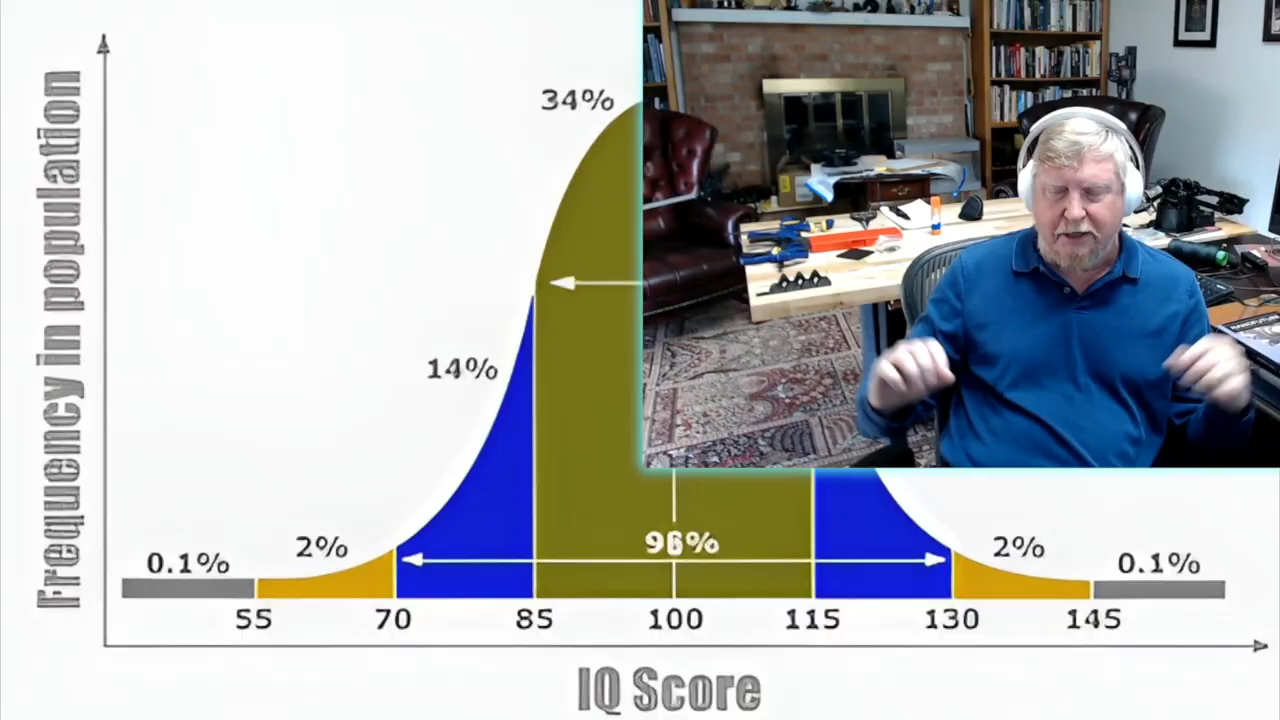 Frequency in population
34%
14%
96%
0.1%
2%
2%
0.1%
55 70 85 100 115 130 145
IQ Score